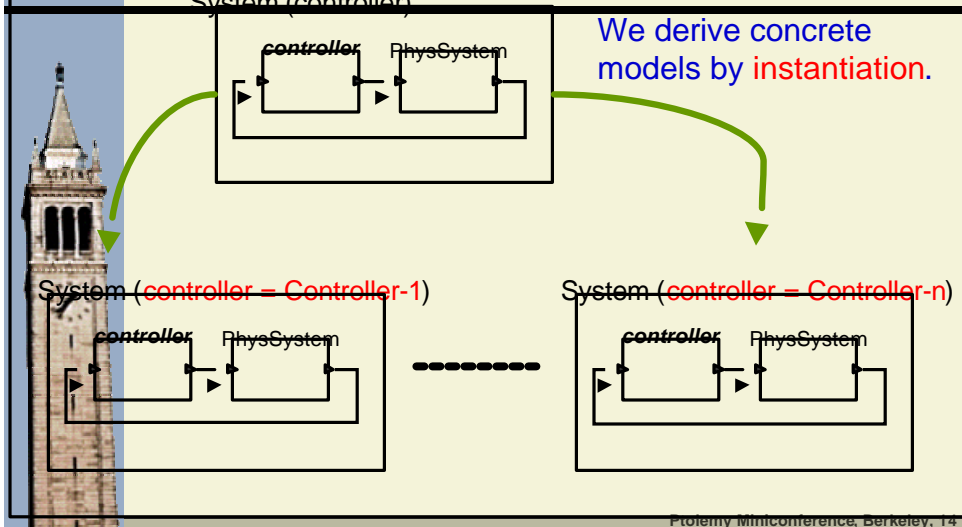 System (controller)
We derive concrete
models by instantiation.
controller PhysSystem
System (controller = Controller-1)
System (controller = Controller-n)
controller PhysSystem
controller PhysSystem
Ptolemy Miniconference, Berkeley, 14